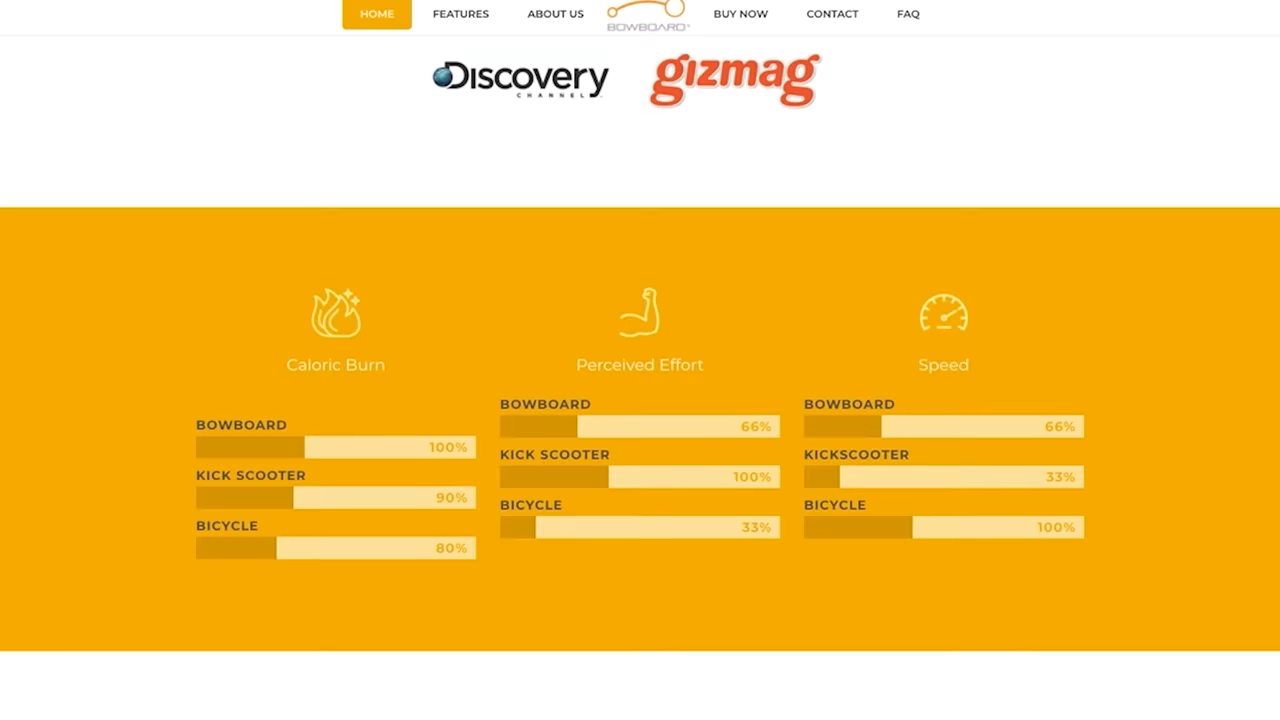 HOME FEATURES ABOUT US BOWBOARD® BUY NOW CONTACT FAQ
DISCOVERY gizmag
CHANNEL
Caloric Burn
BOWBOARD
100%
KICK SCOOTER
90%
BICYCLE
80%
Perceived Effort
BOWBOARD
66%
KICK SCOOTER
100%
BICYCLE
33%
Speed
BOWBOARD
66%
KICKSCOOTER
33%
BICYCLE
100%